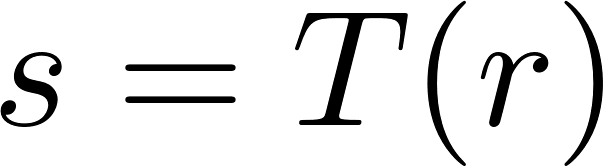 s = T(r)